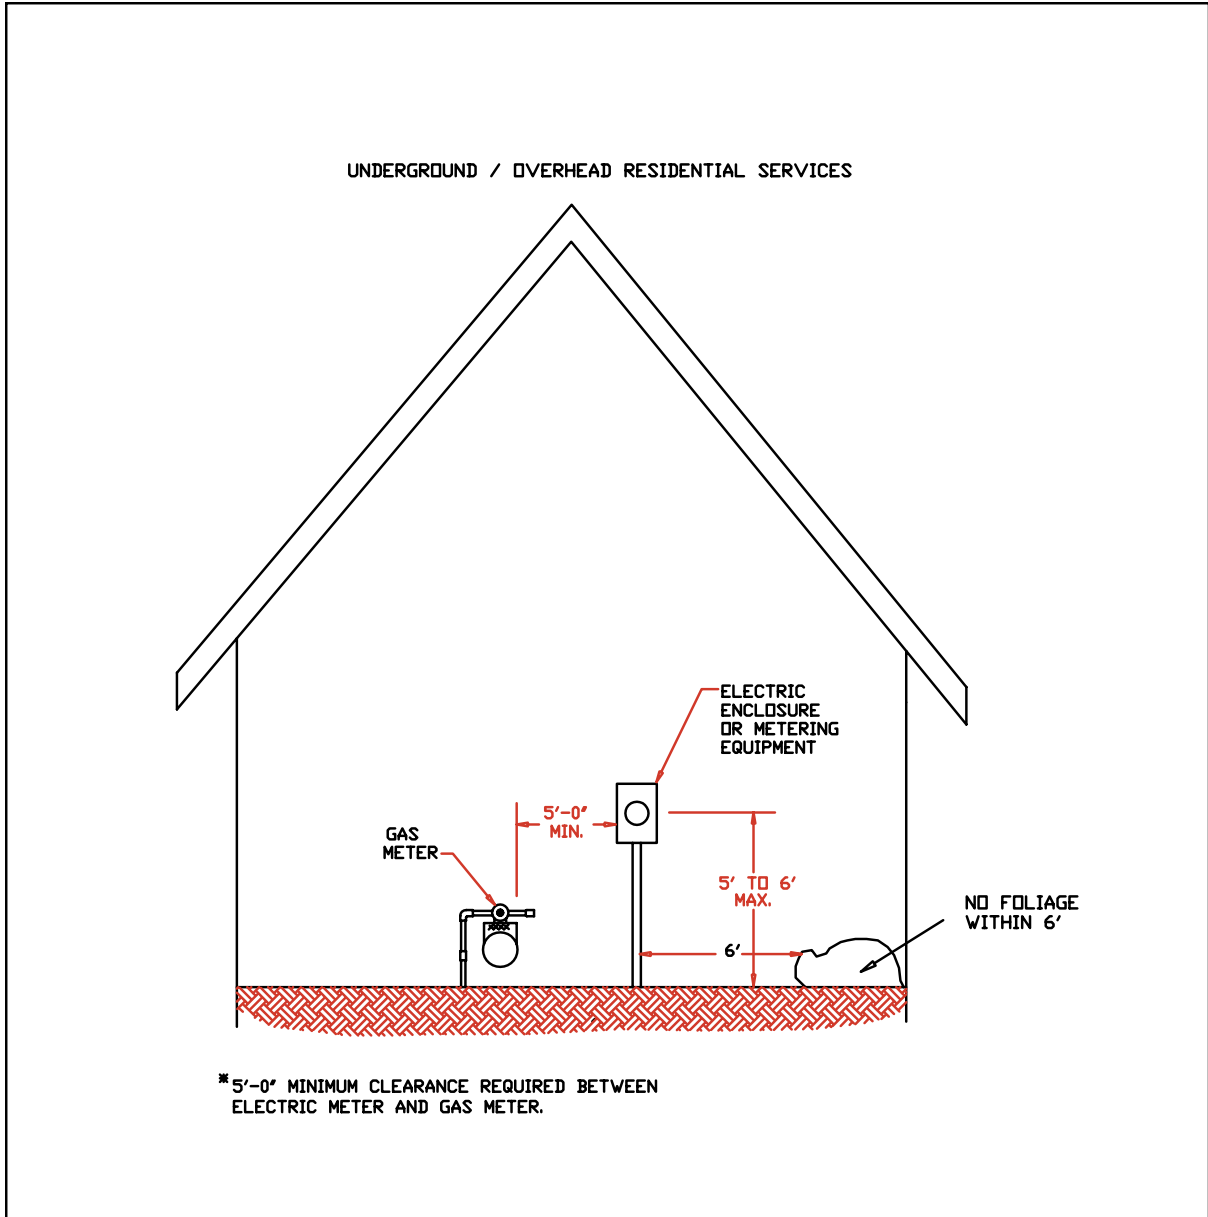 UNDERGROUND / OVERHEAD RESIDENTIAL SERVICES
ELECTRIC
ENCLOSURE
OR METERING
EQUIPMENT
5'-0"
MIN.
GAS
METER
5' TO 6'
MAX.
NO FOLIAGE
WITHIN 6'
6'
*5'-0" MINIMUM CLEARANCE REQUIRED BETWEEN
ELECTRIC METER AND GAS METER.